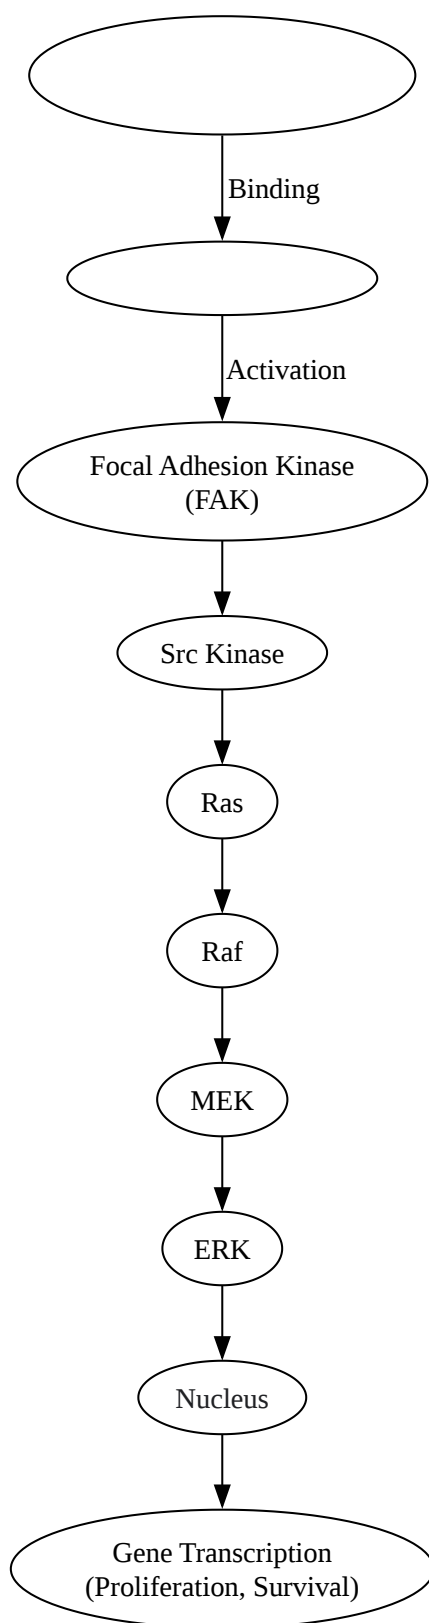 Binding
Activation
Focal Adhesion Kinase
(FAK)
Src Kinase
Ras
Raf
MEK
ERK
Nucleus
Gene Transcription
(Proliferation, Survival)